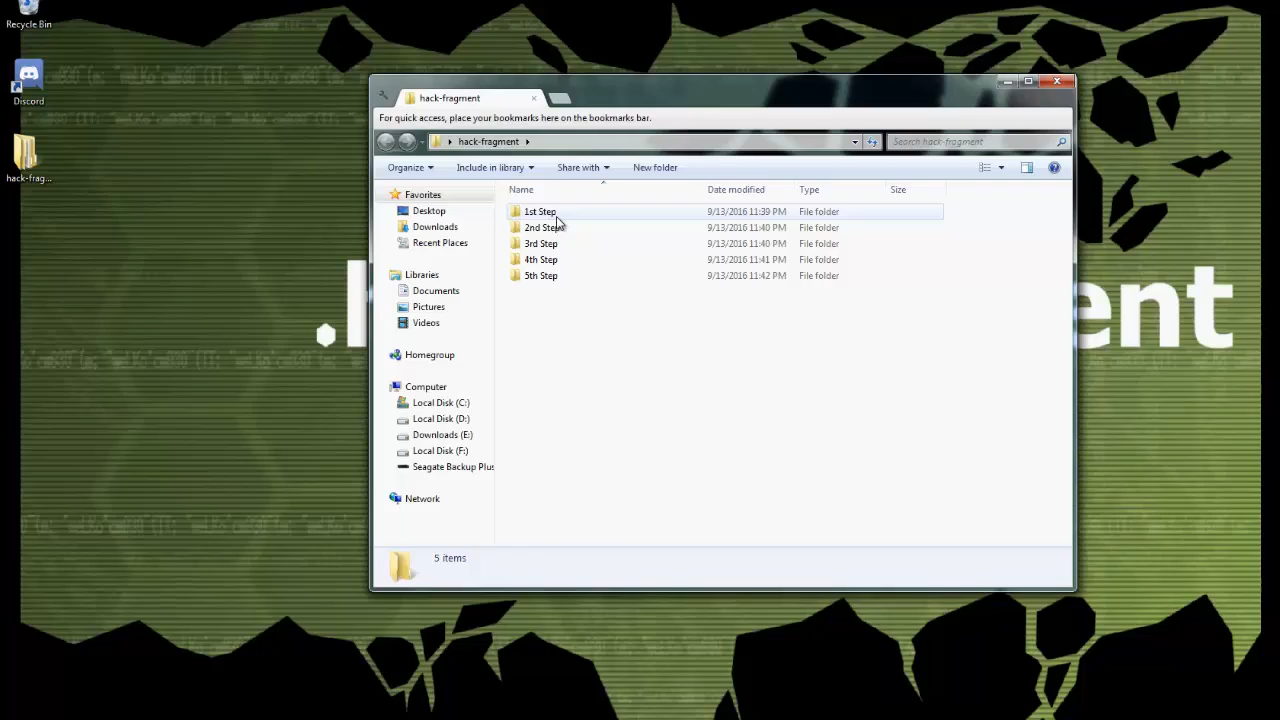 Recycle Bin
Discord
hack-frag...
hack-fragment
For quick access, place your bookmarks here on the bookmarks bar.
hack-fragment
Search hack-fragment
Organize
Include in library
Share with
New folder
Name
Date modified
Type
Size
Favorites
Desktop
Downloads
Recent Places
Libraries
Documents
Pictures
Videos
Homegroup
Computer
Local Disk (C:)
Local Disk (D:)
Downloads (E:)
Local Disk (F:)
Seagate Backup Plus
Network
1st Step 9/13/2016 11:39 PM File folder
2nd Step 9/13/2016 11:40 PM File folder
3rd Step 9/13/2016 11:40 PM File folder
4th Step 9/13/2016 11:41 PM File folder
5th Step 9/13/2016 11:42 PM File folder
5 items
.h
ent